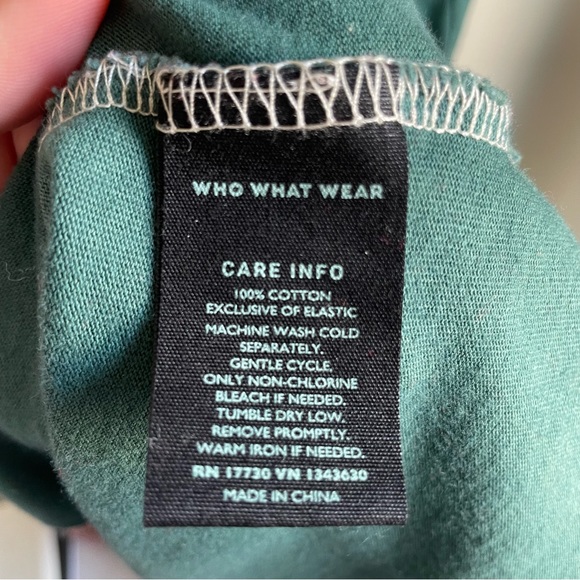 WHO WHAT WEAR
CARE INFO
100% COTTON
EXCLUSIVE OF ELASTIC
MACHINE WASH COLD
SEPARATELY.
GENTLE CYCLE.
ONLY NON-CHLORINE
BLEACH IF NEEDED.
TUMBLE DRY LOW.
REMOVE PROMPTLY.
WARM IRON IF NEEDED.
RN 17730 VN 1343630
MADE IN CHINA